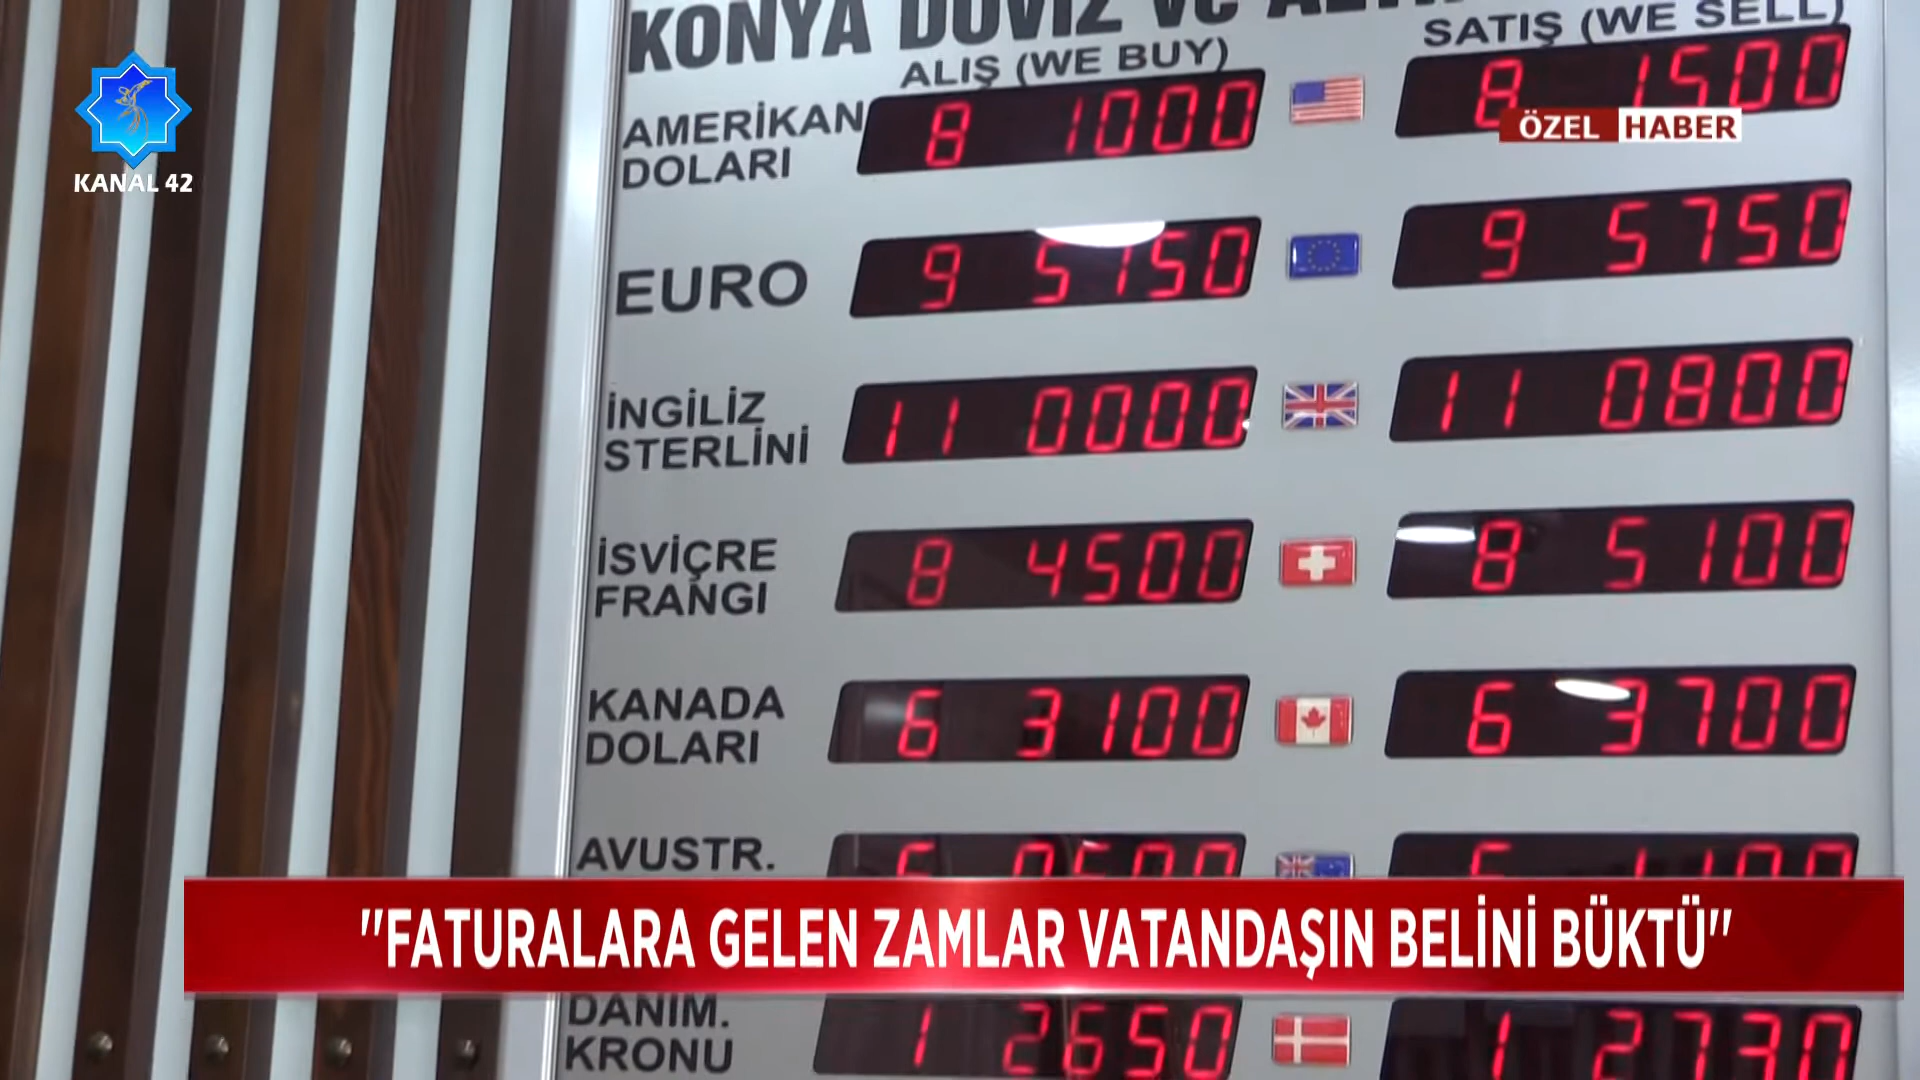 KONYA DÖVİZ ve
ALIŞ (WE BUY)
SATIŞ (WE SELL)
KANAL 42
ÖZEL HABER
AMERİKAN
DOLARI
8 1000
8 1500
EURO
9 5150
9 5750
İNGİLİZ
STERLİNİ
11 0000
11 0800
İSVİÇRE
FRANGI
8 4500
8 5100
KANADA
DOLARI
6 3100
6 3700
AVUSTR.
"FATURALARA GELEN ZAMLAR VATANDAŞIN BELİNİ BÜKTÜ"
DANİM.
KRONU
1 2650
1 2730